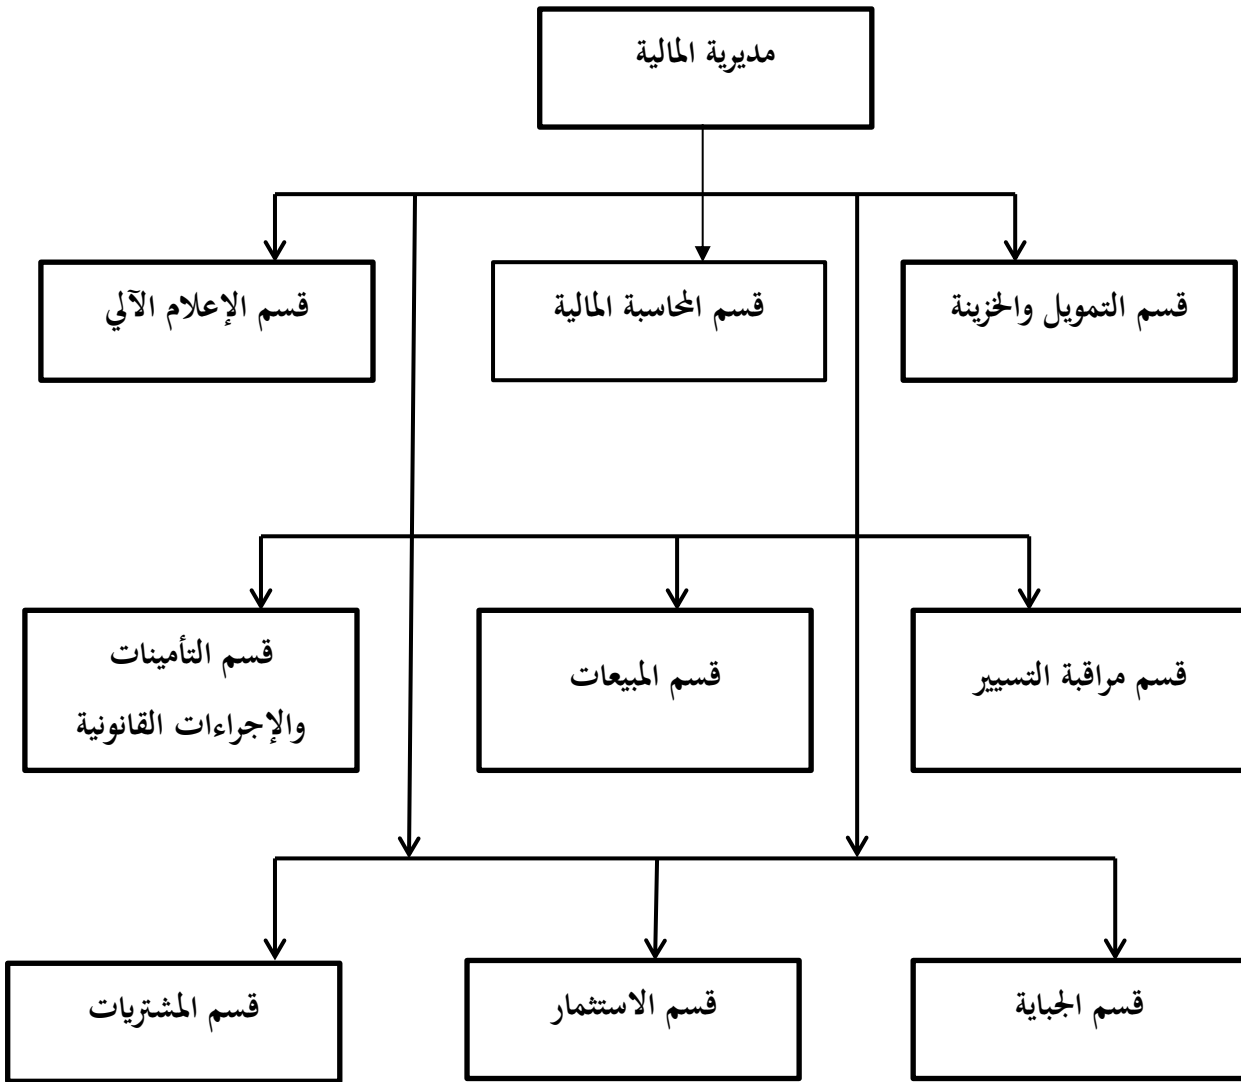 مديرية المالية
قسم التمويل والخزينة
قسم المحاسبة المالية
قسم الإعلام الآلي
قسم مراقبة التسيير
قسم المبيعات
قسم التأمينات
والإجراءات القانونية
قسم الجباية
قسم الاستثمار
قسم المشتريات